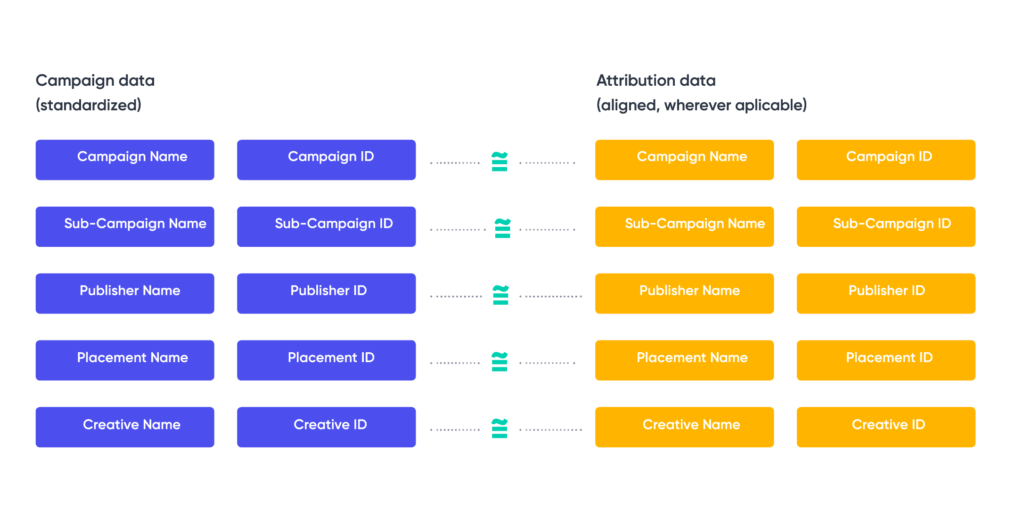 Campaign data
(standardized)
Attribution data
(aligned, wherever aplicable)
Campaign Name
Campaign ID
≅
Campaign Name
Campaign ID
Sub-Campaign Name
Sub-Campaign ID
≅
Sub-Campaign Name
Sub-Campaign ID
Publisher Name
Publisher ID
≅
Publisher Name
Publisher ID
Placement Name
Placement ID
≅
Placement Name
Placement ID
Creative Name
Creative ID
≅
Creative Name
Creative ID